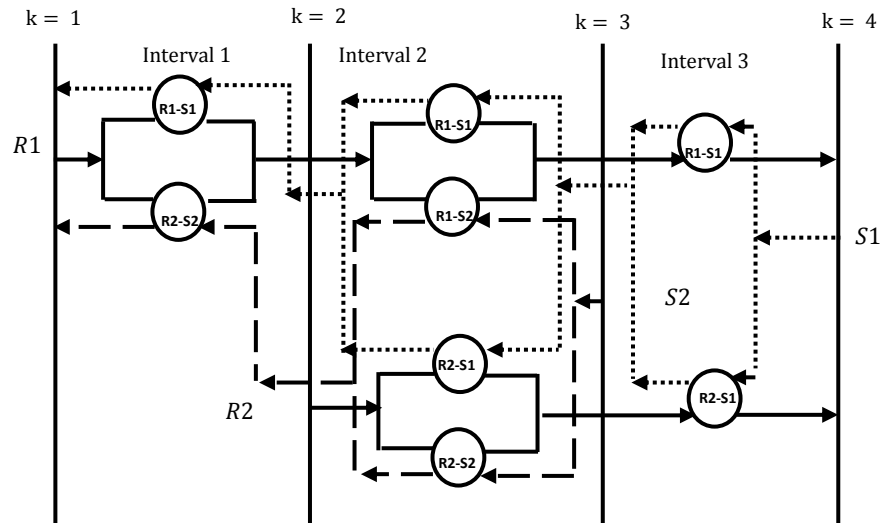 k = 1
k = 2
k = 3
k = 4
Interval 1
Interval 2
Interval 3
R1-S1
R1-S1
R1-S1
R1
R2-S2
R1-S2
S1
S2
R2-S1
R2-S1
R2
R2-S2